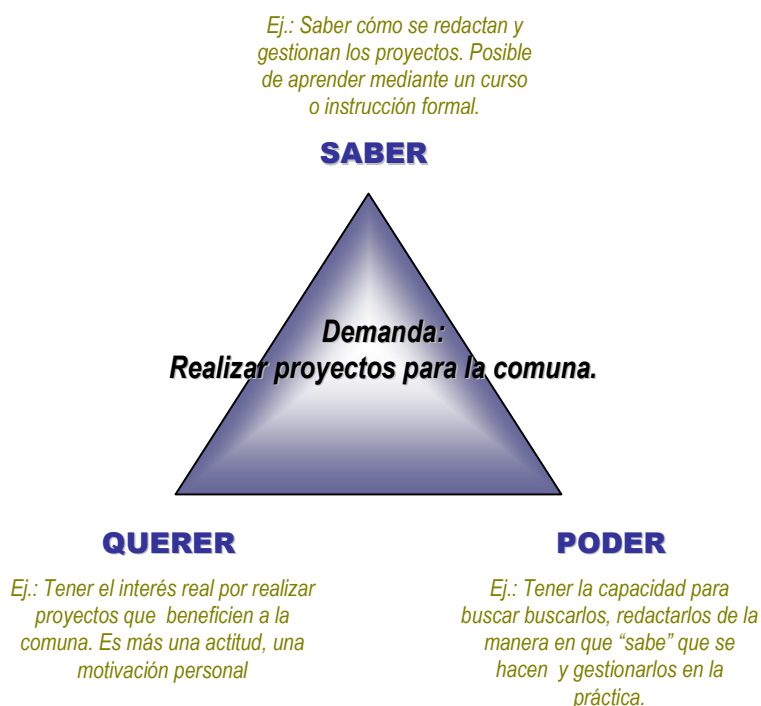 Ej.: Saber cómo se redactan y
gestionan los proyectos. Posible
de aprender mediante un curso
o instrucción formal.
SABER
Demanda:
Realizar proyectos para la comuna.
QUERER
Ej.: Tener el interés real por realizar
proyectos que  beneficien a la
comuna. Es más una actitud, una
motivación personal
PODER
Ej.: Tener la capacidad para
buscar buscarlos, redactarlos de la
manera en que “sabe” que se
hacen  y gestionarlos en la
práctica.